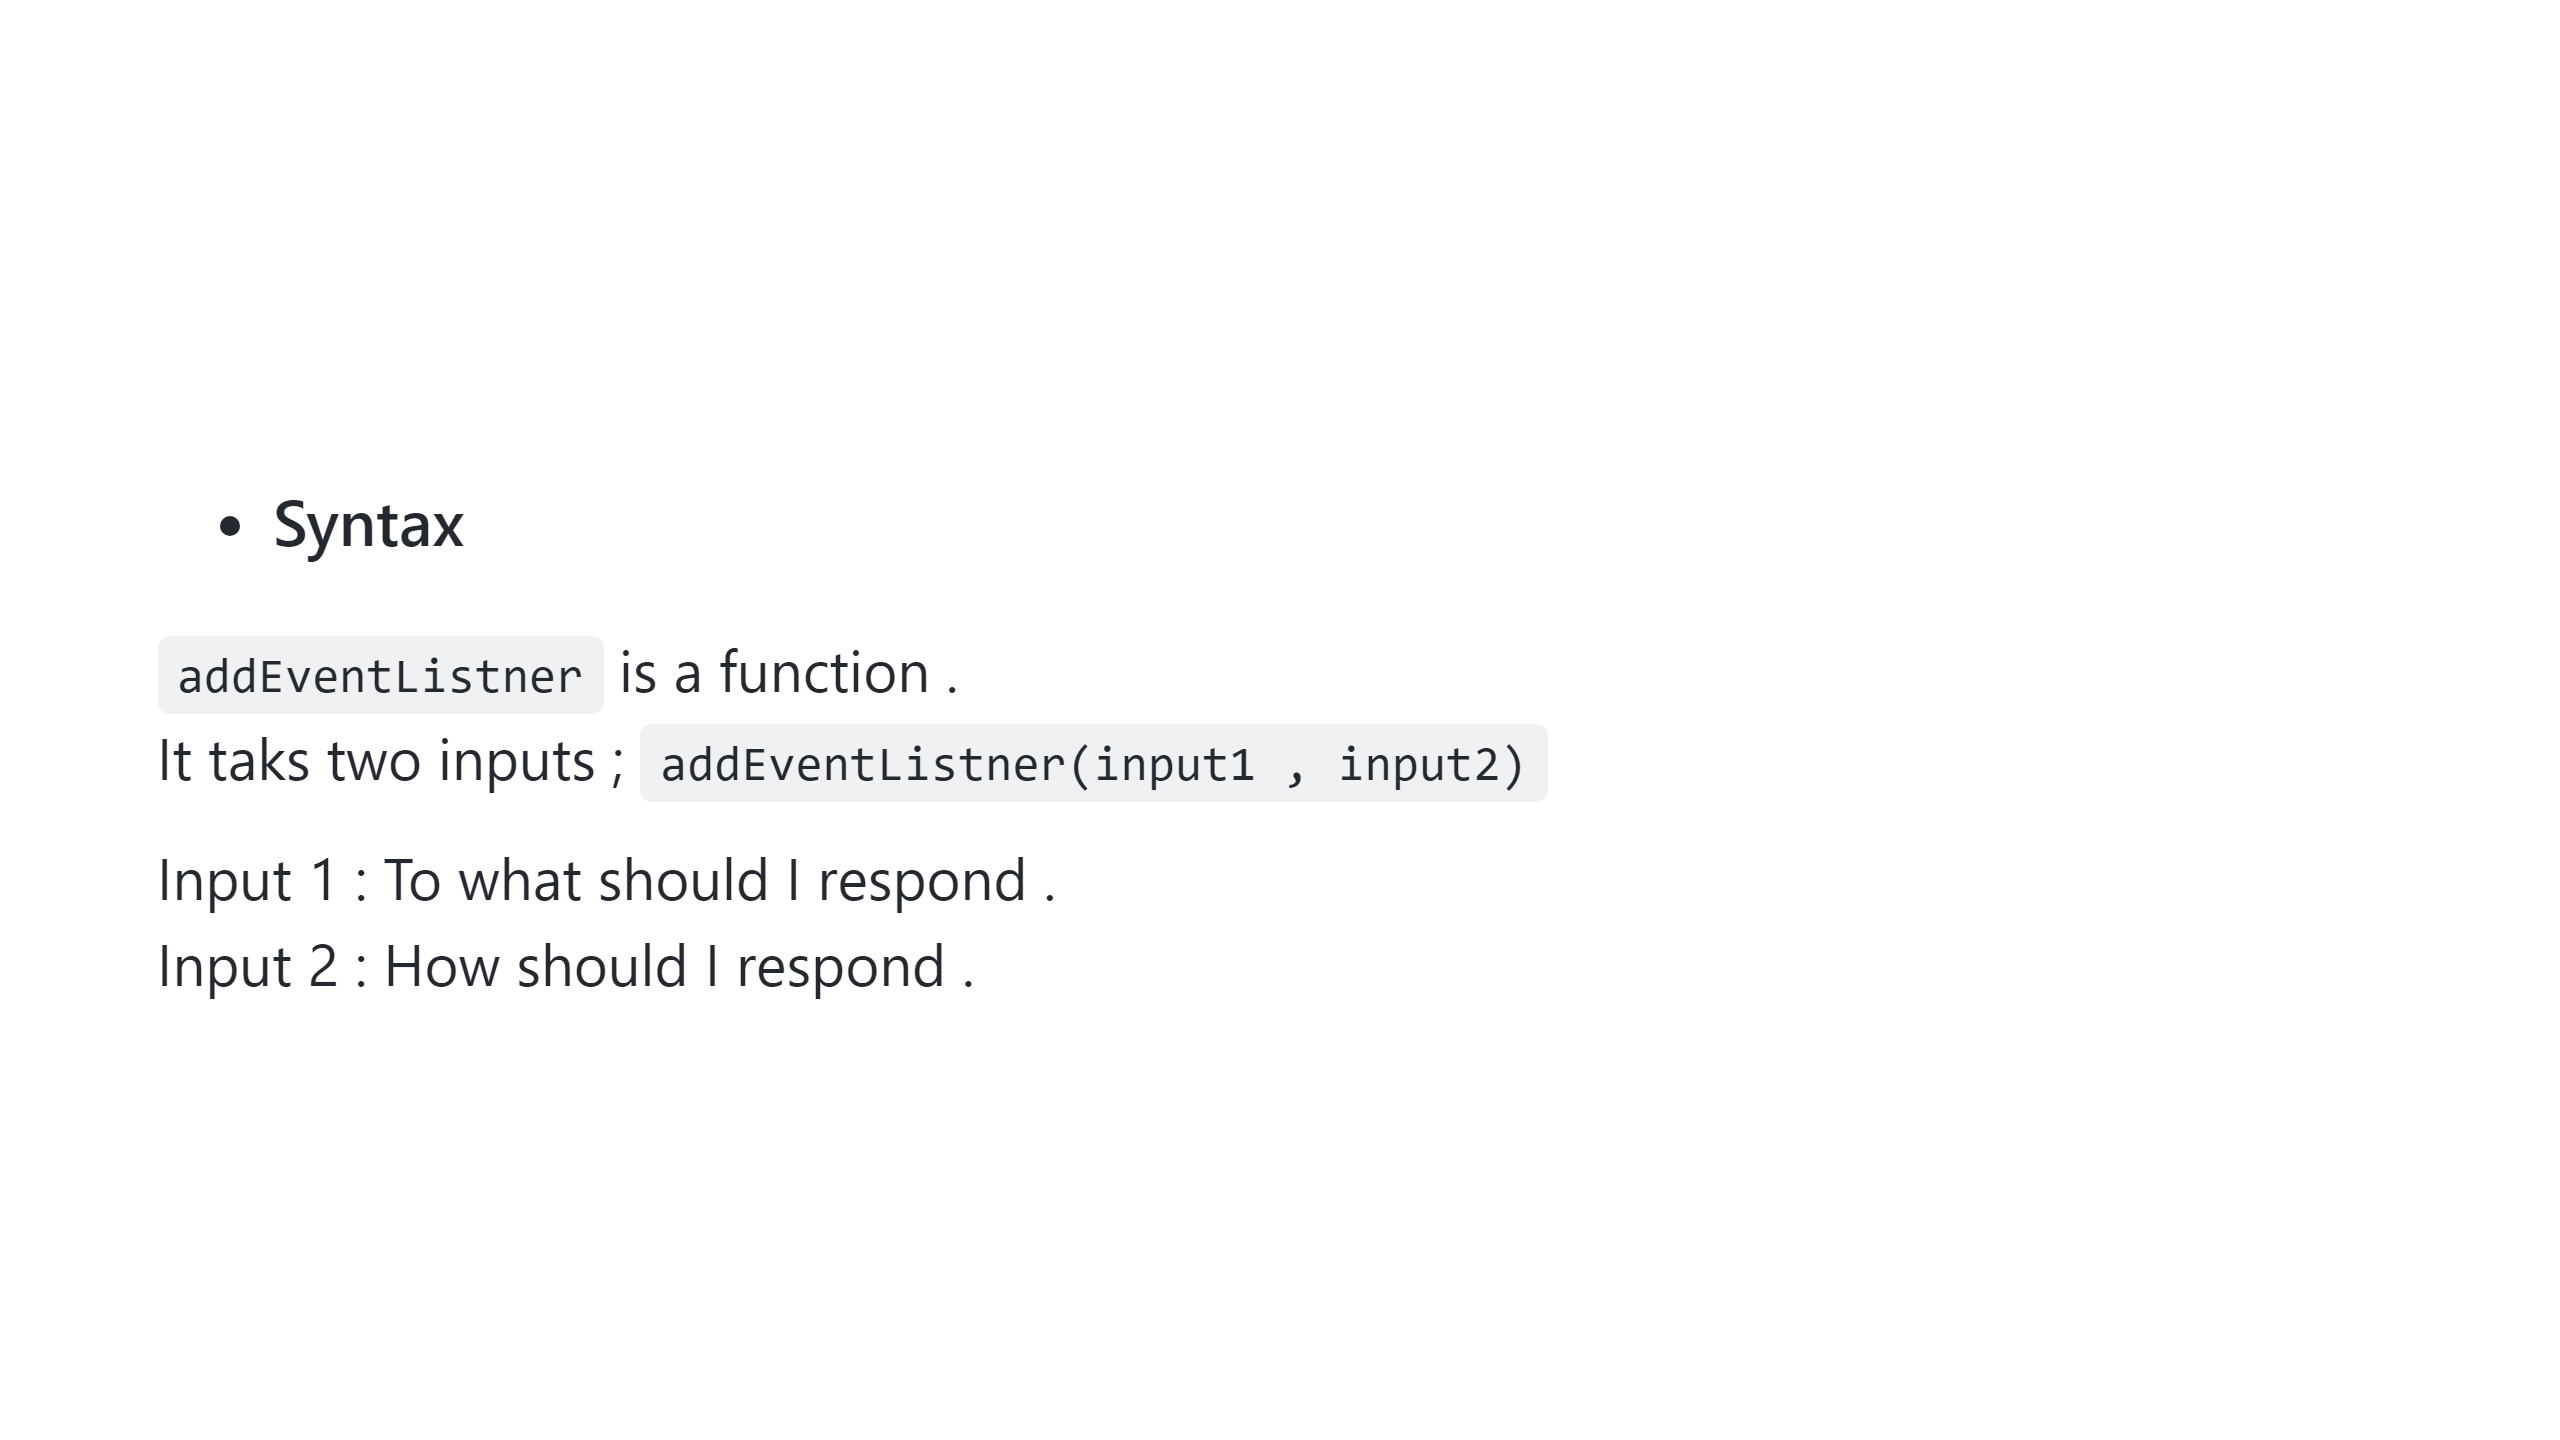 • Syntax
addEventListner is a function .
It taks two inputs ; addEventListner(input1 , input2)
Input 1 : To what should I respond .
Input 2 : How should I respond .